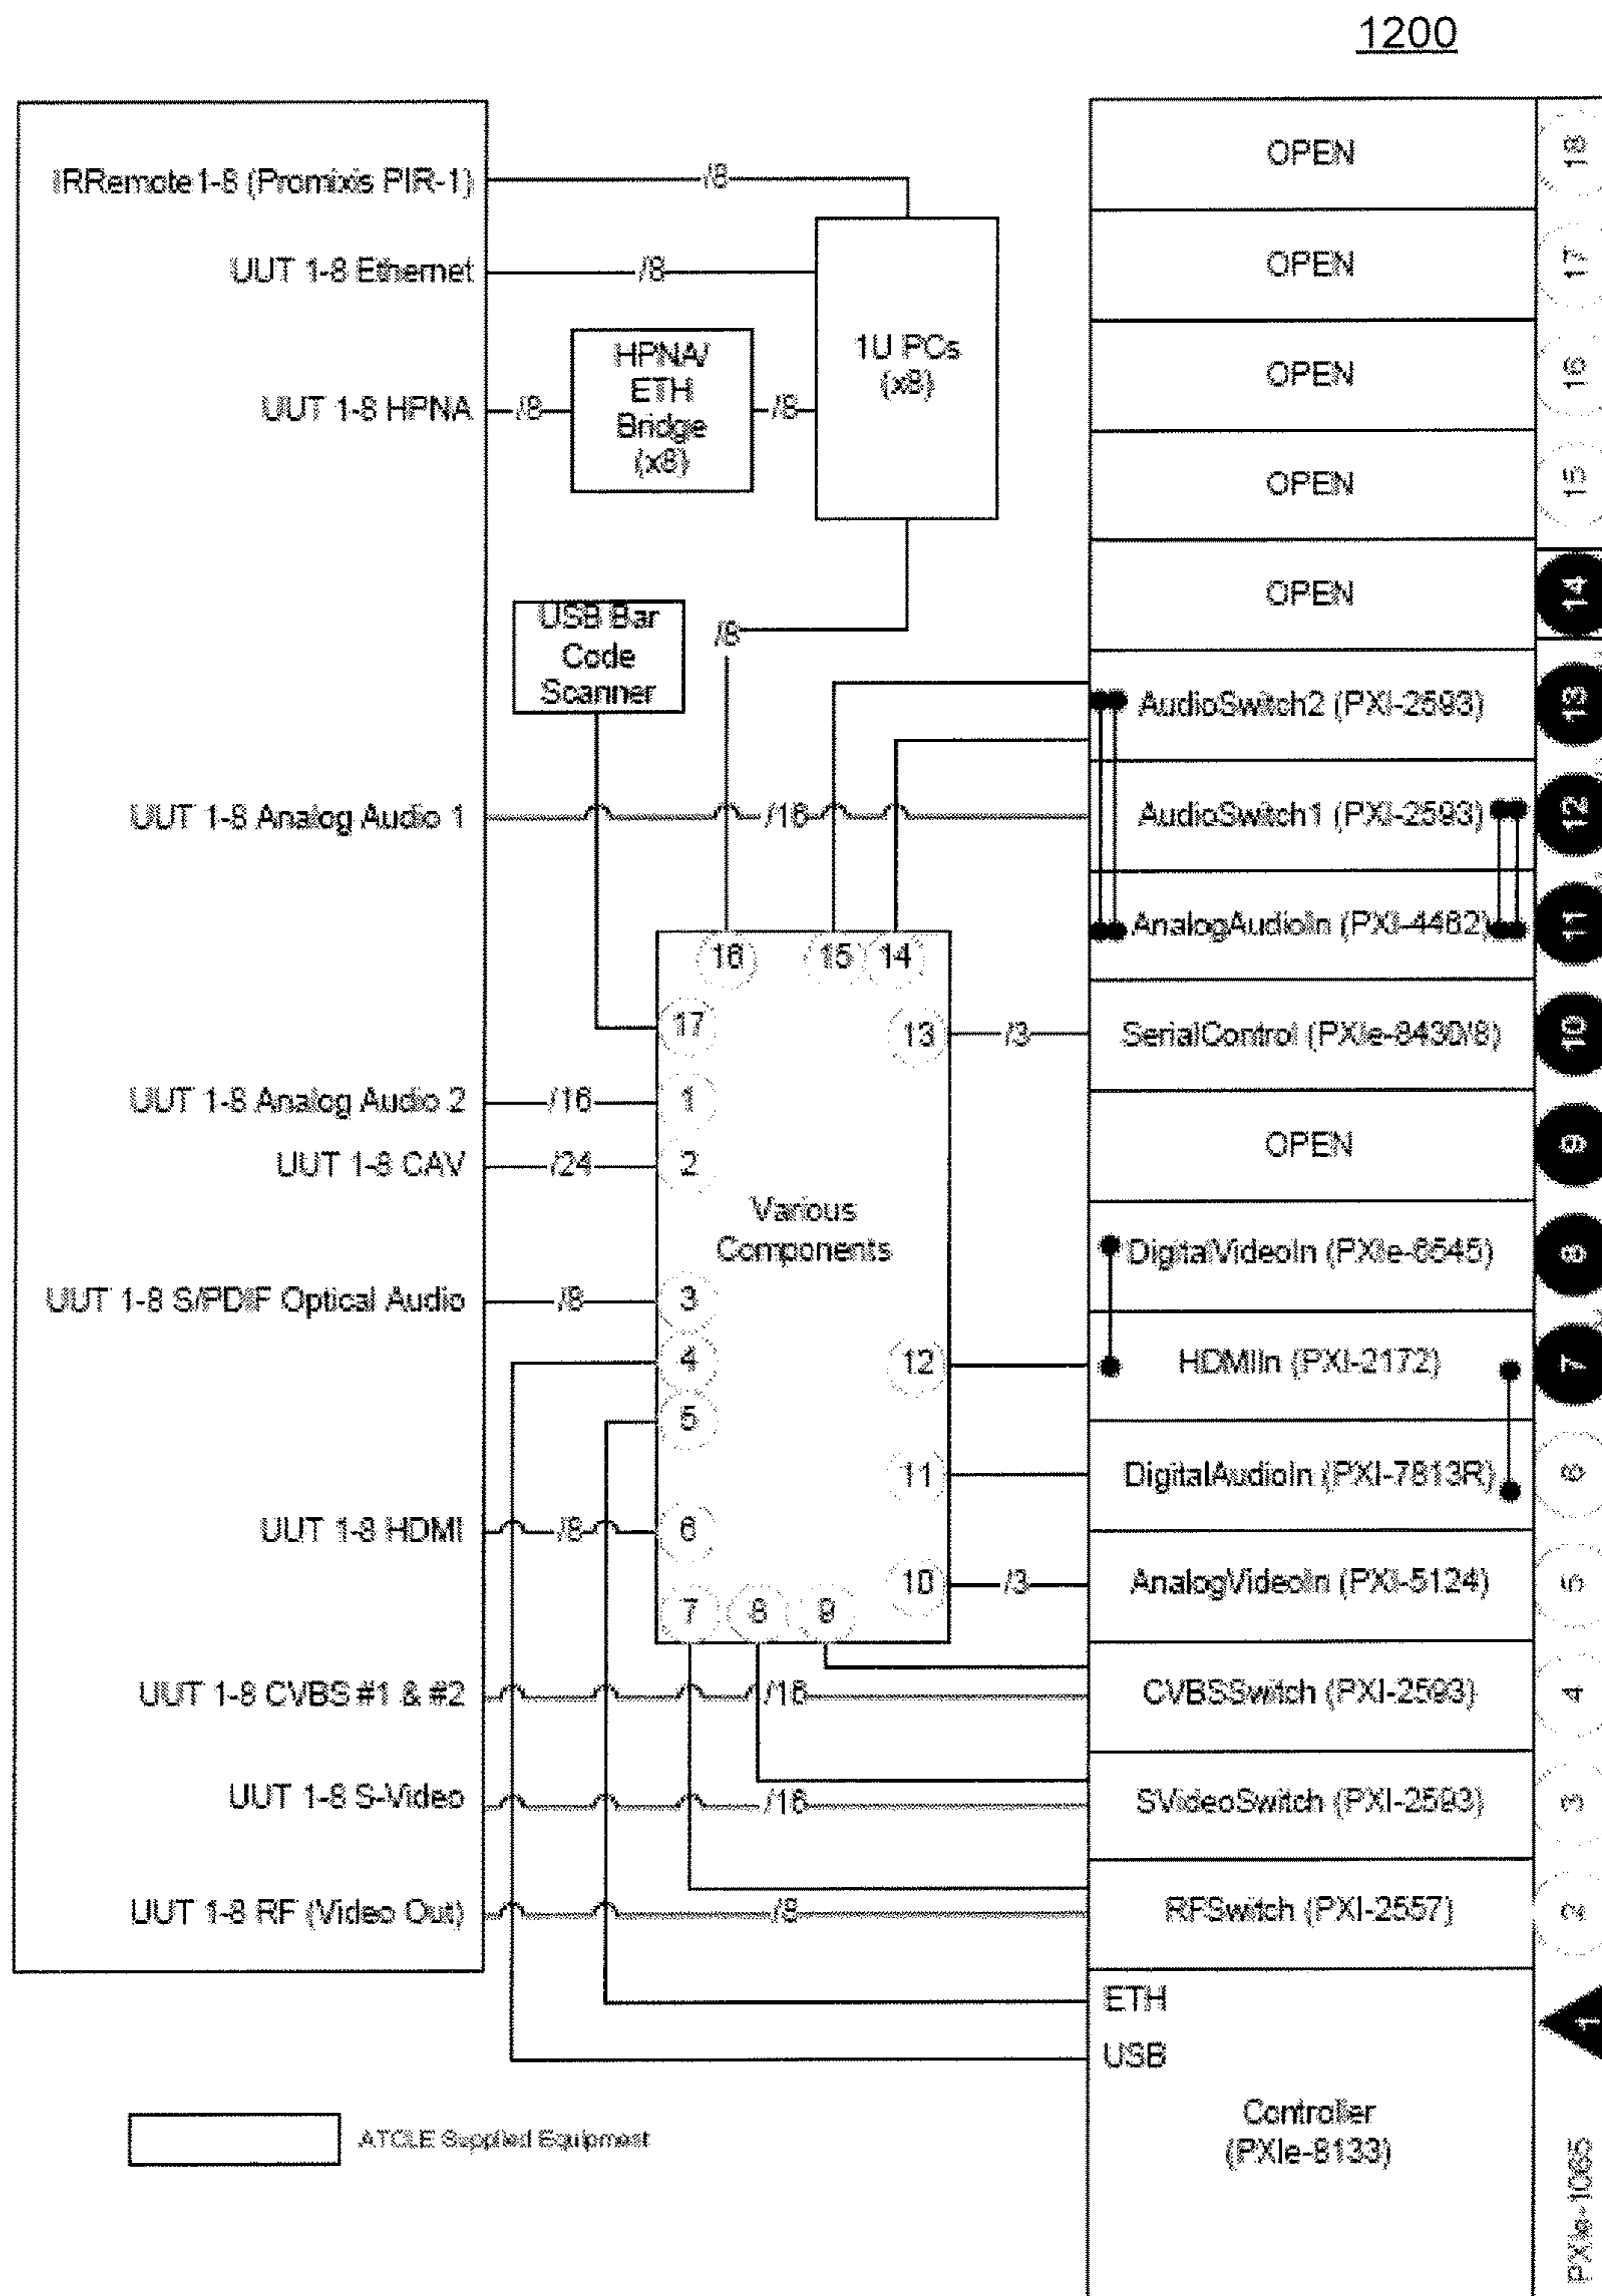 1200
IRRemote1-8 (Promixis PIR-1)
/8
UUT 1-8 Ethernet
/8
UUT 1-8 HPNA
/8
HPNA/
ETH
Bridge
(x8)
/8
1U PCs
(x8)
/8
USB Bar
Code
Scanner
UUT 1-8 Analog Audio 1
/16
UUT 1-8 Analog Audio 2
/16
UUT 1-8 CAV
/24
UUT 1-8 S/PDIF Optical Audio
/8
UUT 1-8 HDMI
/8
UUT 1-8 CVBS #1 & #2
/16
UUT 1-8 S-Video
/16
UUT 1-8 RF (Video Out)
/8
16
15
14
17
13
/3
1
2
Various
Components
3
4
12
5
11
6
10
/3
7
8
9
OPEN
18
OPEN
17
OPEN
16
OPEN
15
OPEN
14
AudioSwitch2 (PXI-2593)
13
AudioSwitch1 (PXI-2593)
12
AnalogAudioIn (PXI-4462)
11
SerialControl (PXIe-8430/8)
10
OPEN
9
DigitalVideoIn (PXIe-6545)
8
HDMIIn (PXI-2172)
7
DigitalAudioIn (PXI-7813R)
6
AnalogVideoIn (PXI-5124)
5
CVBSSwitch (PXI-2593)
4
SVideoSwitch (PXI-2593)
3
RFSwitch (PXI-2557)
2
ETH
USB
1
Controller
(PXIe-8133)
PXIe-1065
ATCLE Supplied Equipment